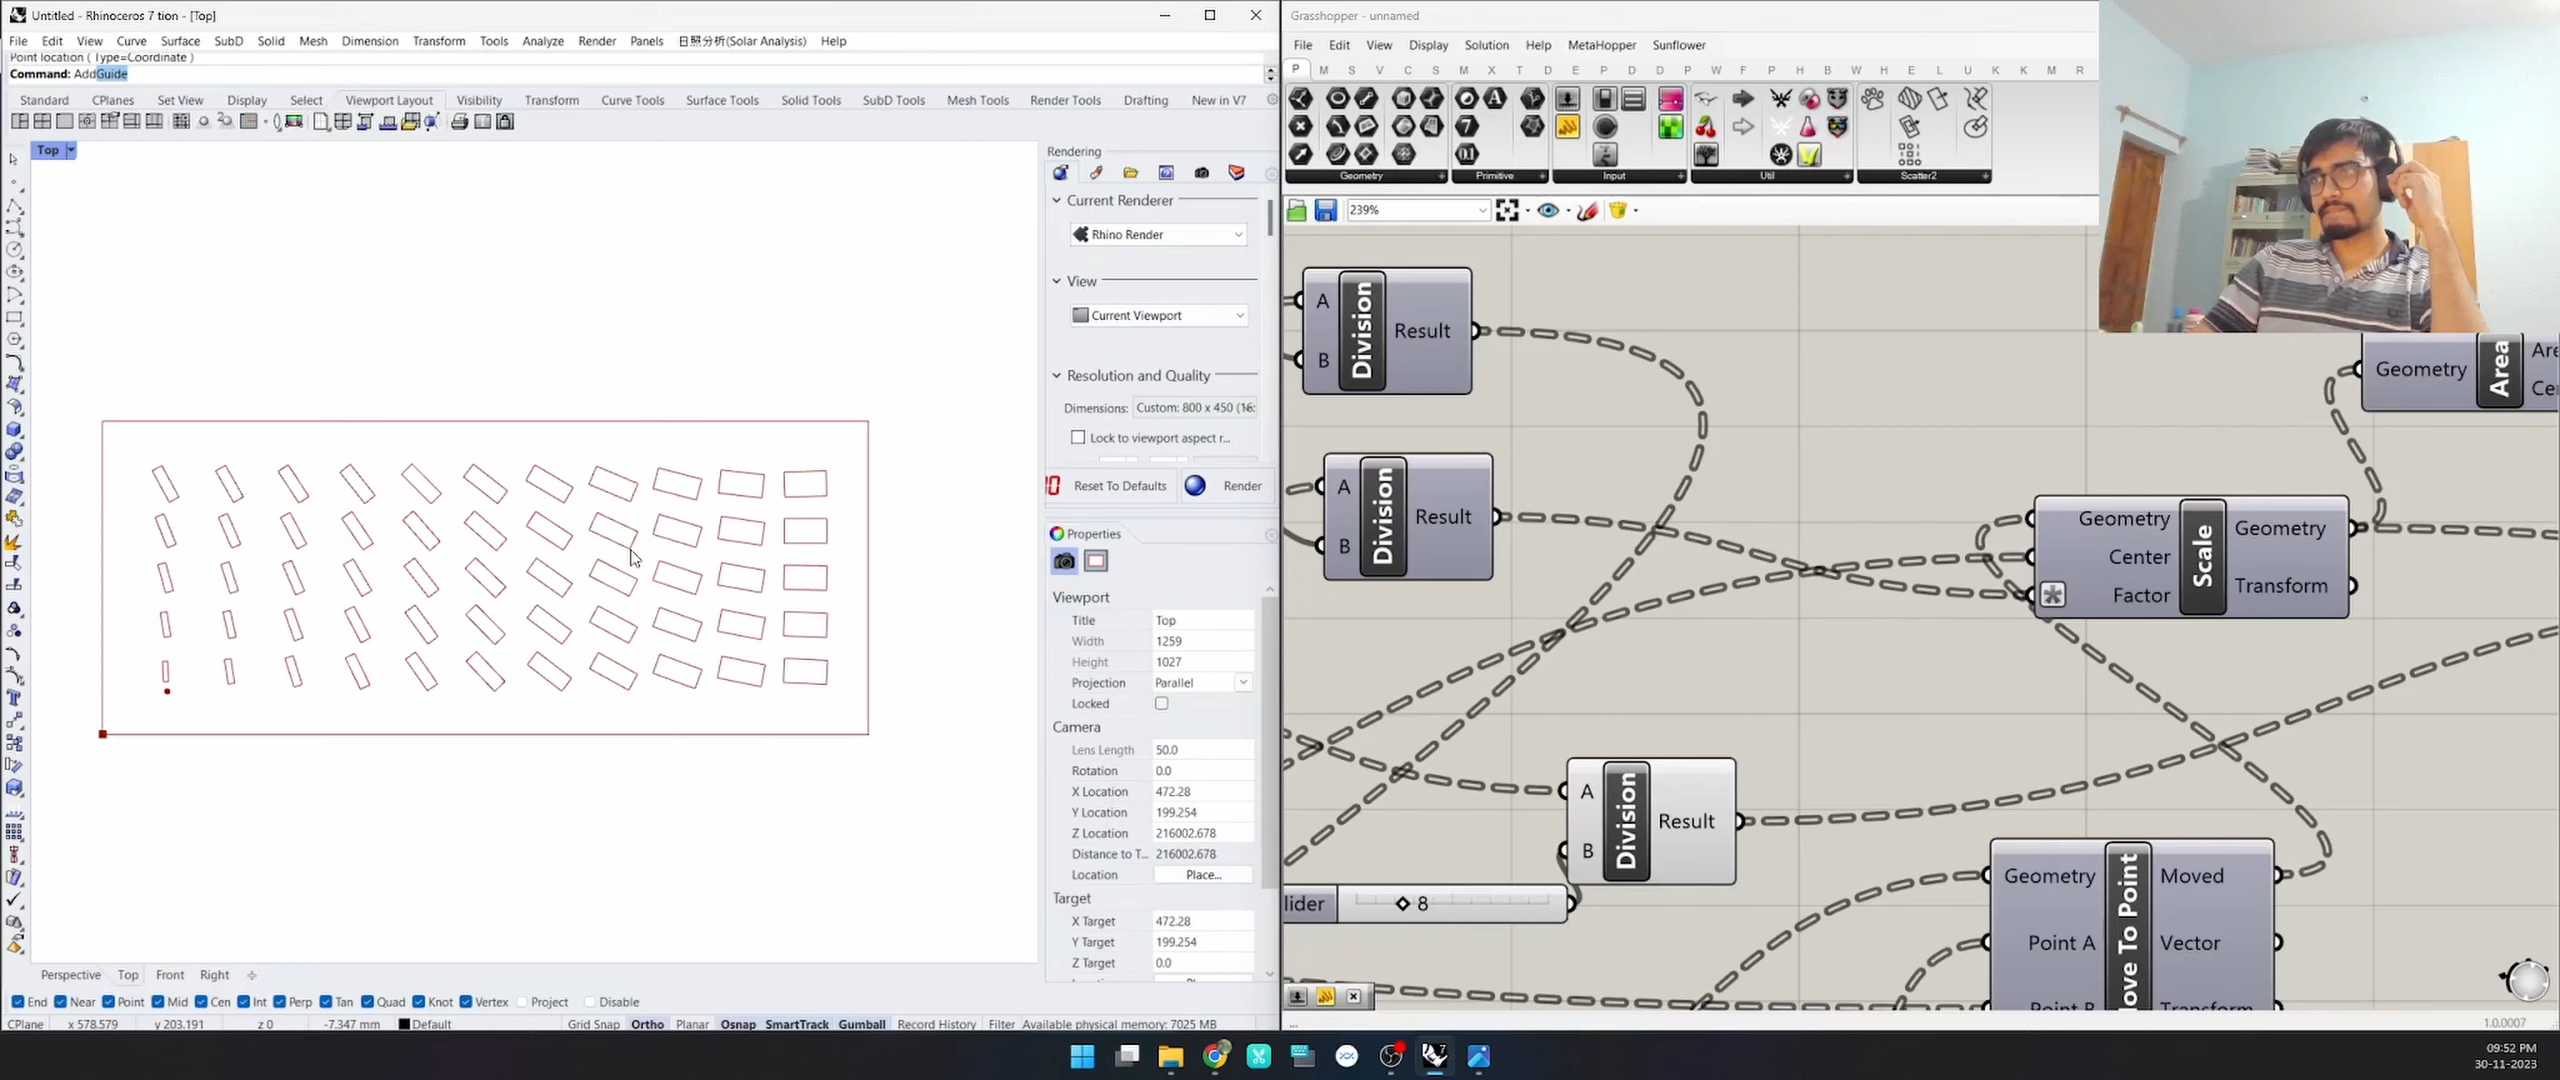 Untitled - Rhinoceros 7 tion - [Top]
File Edit View Curve Surface SubD Solid Mesh Dimension Transform Tools Analyze Render Panels 日照分析(Solar Analysis) Help
Point location ( Type=Coordinate )
Command: AddGuide
Standard CPlanes Set View Display Select Viewport Layout Visibility Transform Curve Tools Surface Tools Solid Tools SubD Tools Mesh Tools Render Tools Drafting New in V7
Top
Rendering
Current Renderer
Rhino Render
View
Current Viewport
Resolution and Quality
Dimensions: Custom: 800 x 450 (16:
Lock to viewport aspect r...
Reset To Defaults Render
Properties
Viewport
Title Top
Width 1259
Height 1027
Projection Parallel
Locked
Camera
Lens Length 50.0
Rotation 0.0
X Location 472.28
Y Location 199.254
Z Location 216002.678
Distance to T... 216002.678
Location Place...
Target
X Target 472.28
Y Target 199.254
Z Target 0.0
Perspective Top Front Right
End Near Point Mid Cen Int Perp Tan Quad Knot Vertex Project Disable
CPlane x 578.579 y 203.191 z 0 -7.347 mm Default Grid Snap Ortho Planar Osnap SmartTrack Gumball Record History Filter Available physical memory: 7025 MB
Grasshopper - unnamed
File Edit View Display Solution Help MetaHopper Sunflower
P M S V C S M X T D E P D D P W F T P H B W H E L U K K M R
Geometry Primitive Input Util Scatter2
239%
A
B
Division
Result
A
B
Division
Result
Geometry
Area
Are
Ce
Geometry
Center
Factor
Scale
Geometry
Transform
A
B
Division
Result
lider 8
Geometry
Point A
Point B
Move To Point
Moved
Vector
Transform
...
1.0.0007
09:52 PM
30-11-2023